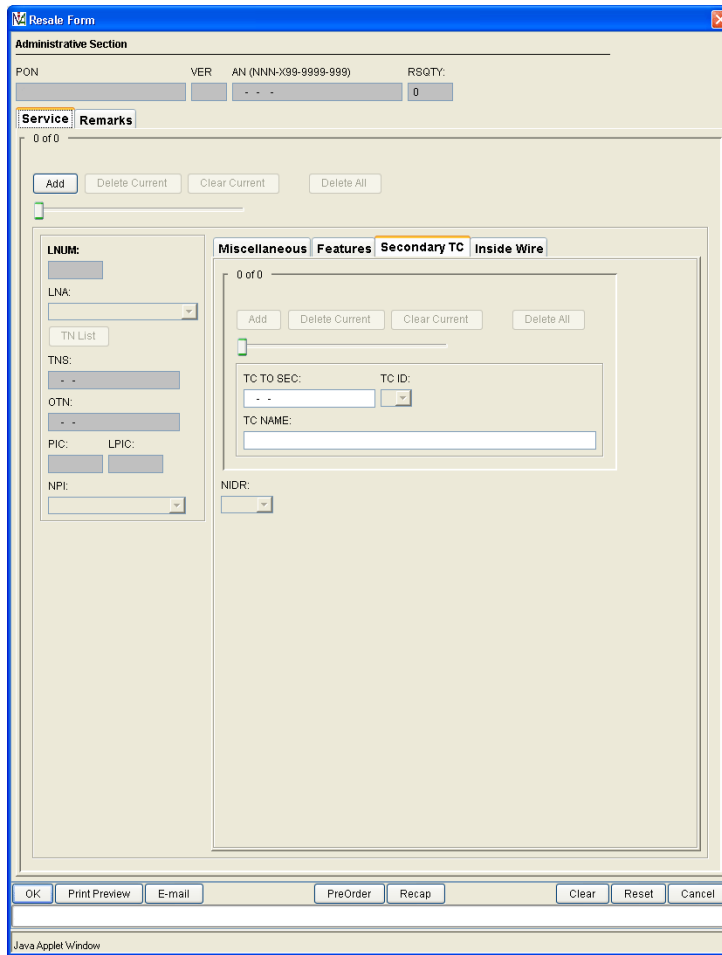 Resale Form
Administrative Section
PON VER AN (NNN-X99-9999-999) RSQTY:
- - - 0
Service Remarks
0 of 0
Add Delete Current Clear Current Delete All
LNUM:
LNA:
TN List
TNS:
- -
OTN:
- -
PIC: LPIC:
NPI:
Miscellaneous Features Secondary TC Inside Wire
0 of 0
Add Delete Current Clear Current Delete All
TC TO SEC: TC ID:
- -
TC NAME:
NIDR:
OK Print Preview E-mail PreOrder Recap Clear Reset Cancel
Java Applet Window